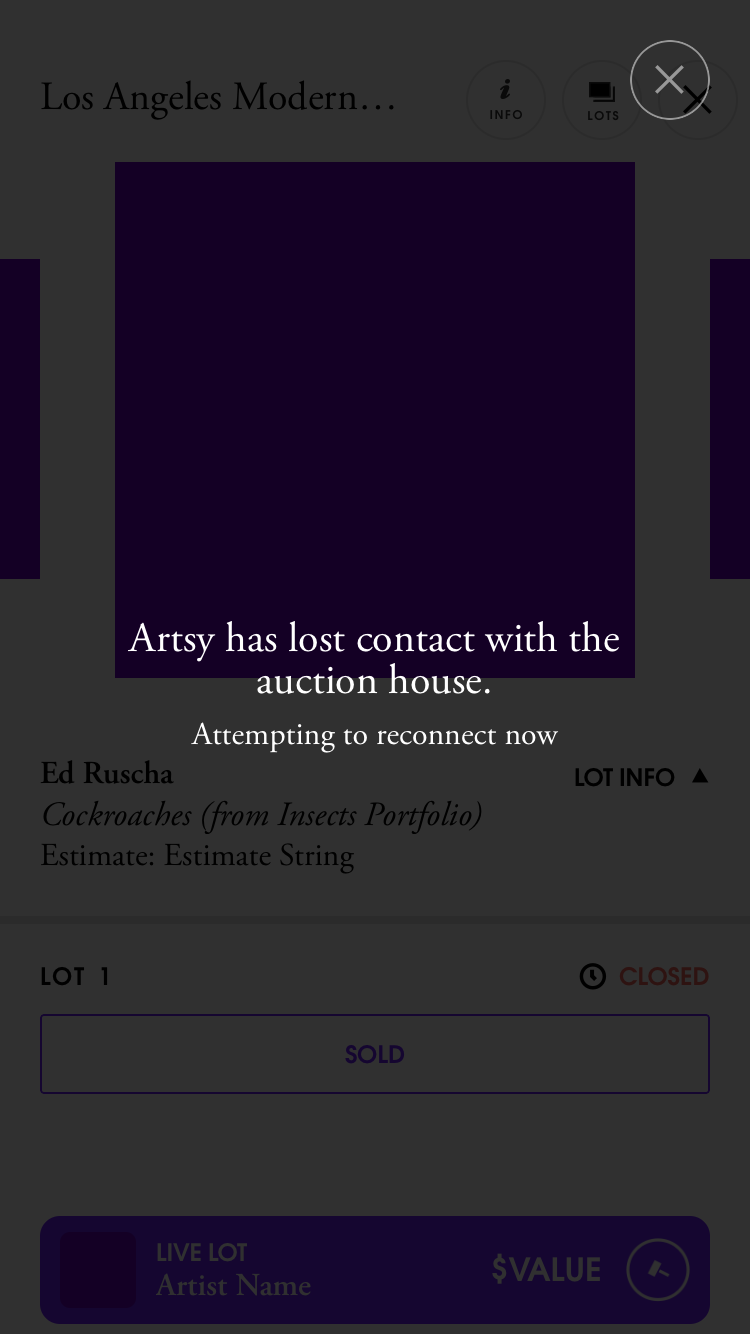 Los Angeles Modern…
INFO
LOTS
Artsy has lost contact with the
auction house.
Attempting to reconnect now
Ed Ruscha
LOT INFO
Cockroaches (from Insects Portfolio)
Estimate: Estimate String
LOT 1
CLOSED
SOLD
LIVE LOT
Artist Name
$VALUE